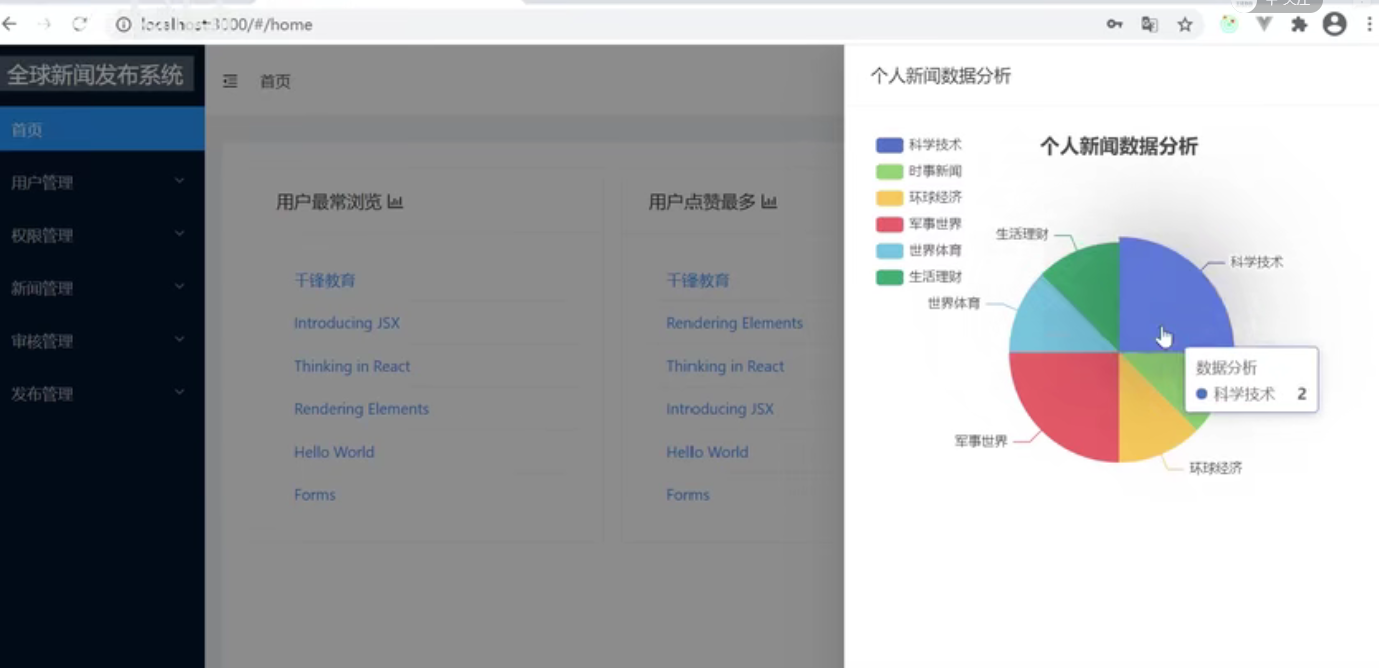 localhost:3000/#/home
全球新闻发布系统
首页
用户管理
权限管理
新闻管理
审核管理
发布管理
首页
用户最常浏览
千锋教育
Introducing JSX
Thinking in React
Rendering Elements
Hello World
Forms
用户点赞最多
千锋教育
Rendering Elements
Thinking in React
Introducing JSX
Hello World
Forms
个人新闻数据分析
个人新闻数据分析
科学技术
时事新闻
环球经济
军事世界
世界体育
生活理财
生活理财
科学技术
世界体育
数据分析
科学技术 2
军事世界
环球经济